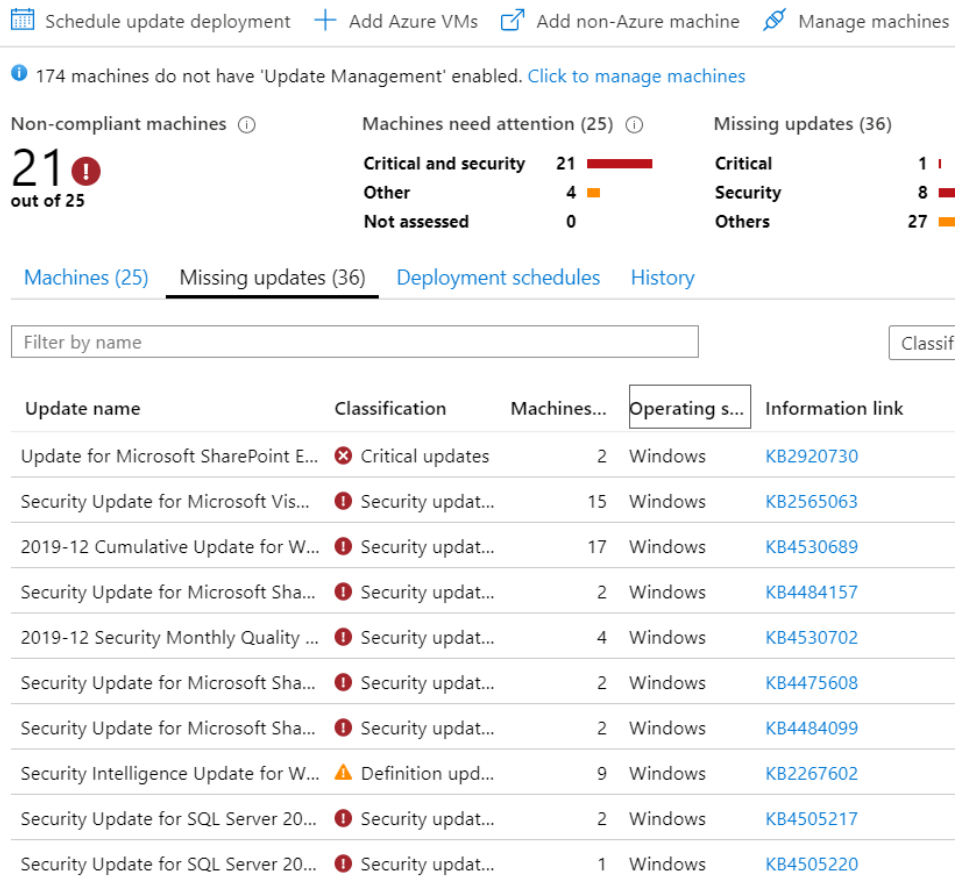 Schedule update deployment Add Azure VMs Add non-Azure machine Manage machines
174 machines do not have 'Update Management' enabled. Click to manage machines
Non-compliant machines Machines need attention (25) Missing updates (36)
21
out of 25
Critical and security 21
Other 4
Not assessed 0
Critical 1
Security 8
Others 27
Machines (25) Missing updates (36) Deployment schedules History
Filter by name Classif
Update name Classification Machines... Operating s... Information link
Update for Microsoft SharePoint E... Critical updates 2 Windows KB2920730
Security Update for Microsoft Vis... Security updat... 15 Windows KB2565063
2019-12 Cumulative Update for W... Security updat... 17 Windows KB4530689
Security Update for Microsoft Sha... Security updat... 2 Windows KB4484157
2019-12 Security Monthly Quality ... Security updat... 4 Windows KB4530702
Security Update for Microsoft Sha... Security updat... 2 Windows KB4475608
Security Update for Microsoft Sha... Security updat... 2 Windows KB4484099
Security Intelligence Update for W... Definition upd... 9 Windows KB2267602
Security Update for SQL Server 20... Security updat... 2 Windows KB4505217
Security Update for SQL Server 20... Security updat... 1 Windows KB4505220